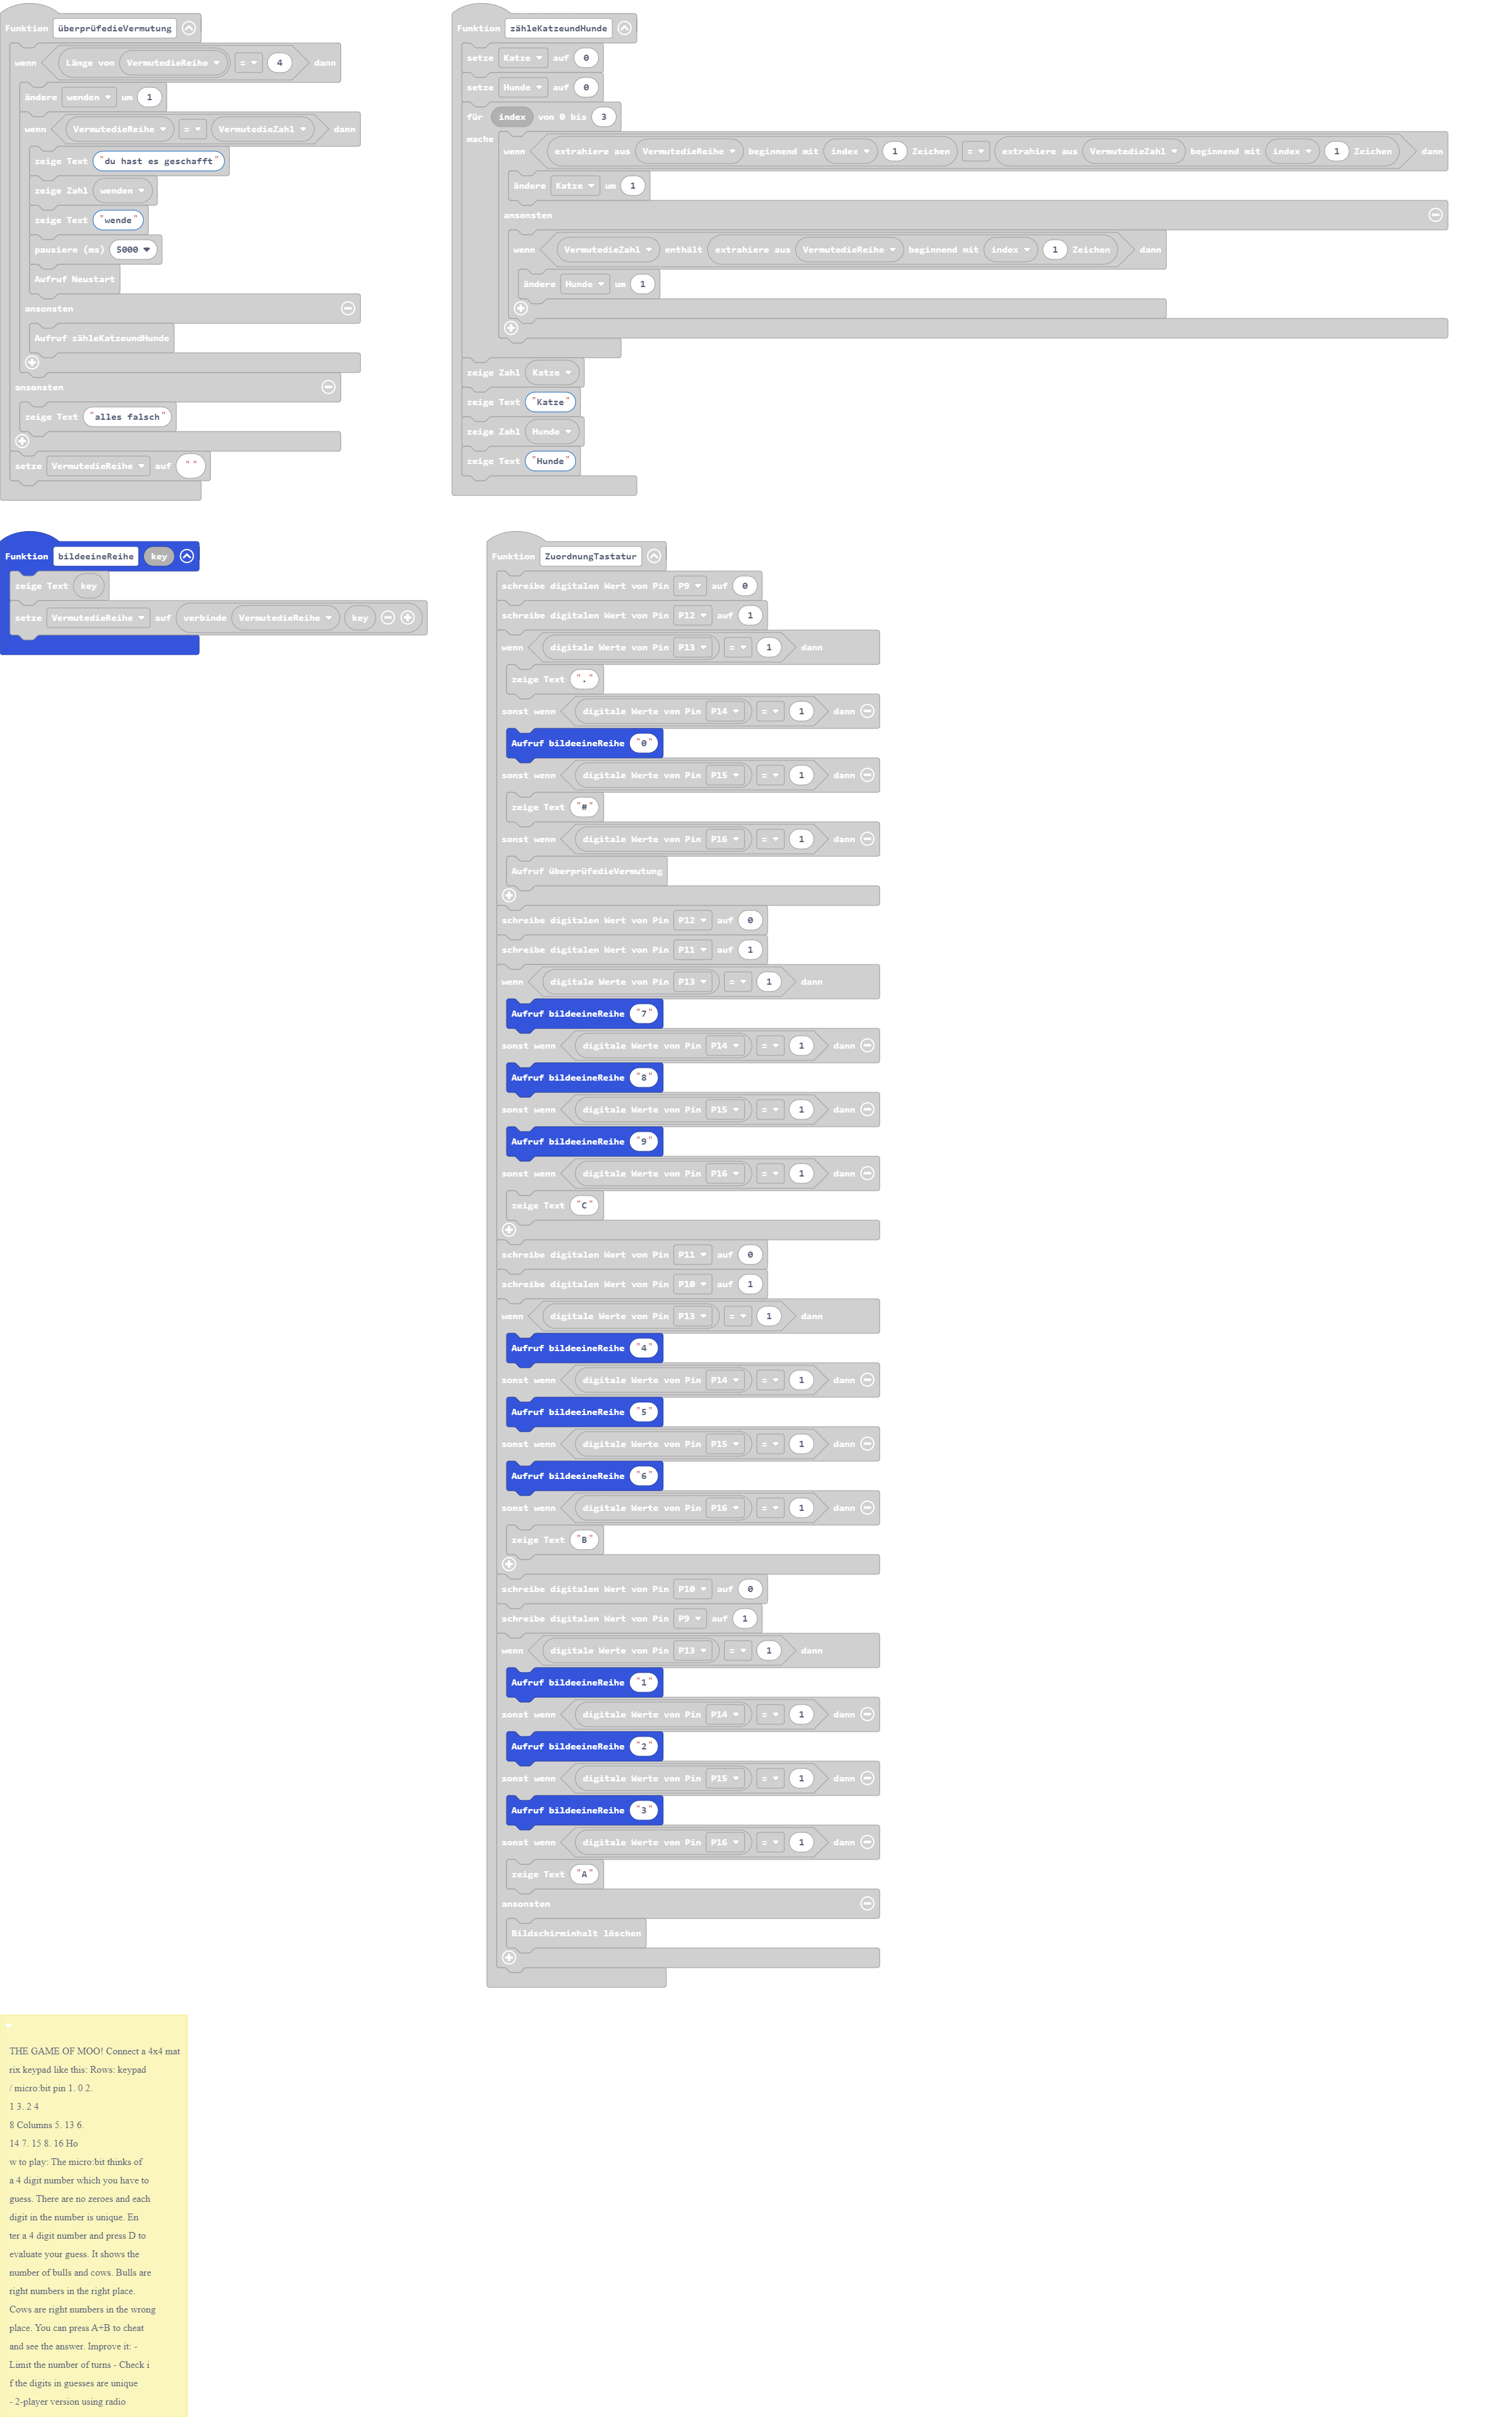 Funktion überprüfedieVermutung
wenn Länge von VermutedieReihe = 4 dann
ändere wenden um 1
wenn VermutedieReihe = VermutedieZahl dann
zeige Text "du hast es geschafft"
zeige Zahl wenden
zeige Text "wende"
pausiere (ms) 5000
Aufruf Neustart
ansonsten
Aufruf zähleKatzeundHunde
ansonsten
zeige Text "alles falsch"
setze VermutedieReihe auf " "
Funktion zähleKatzeundHunde
setze Katze auf 0
setze Hunde auf 0
für index von 0 bis 3
mache
wenn extrahiere aus VermutedieReihe beginnend mit index 1 Zeichen = extrahiere aus VermutedieZahl beginnend mit index 1 Zeichen dann
ändere Katze um 1
ansonsten
wenn VermutedieZahl enthält extrahiere aus VermutedieReihe beginnend mit index 1 Zeichen dann
ändere Hunde um 1
zeige Zahl Katze
zeige Text "Katze"
zeige Zahl Hunde
zeige Text "Hunde"
Funktion bildeeineReihe key
zeige Text key
setze VermutedieReihe auf verbinde VermutedieReihe key
Funktion ZuordnungTastatur
schreibe digitalen Wert von Pin P9 auf 0
schreibe digitalen Wert von Pin P12 auf 1
wenn digitale Werte von Pin P13 = 1 dann
zeige Text "."
sonst wenn digitale Werte von Pin P14 = 1 dann
Aufruf bildeeineReihe "0"
sonst wenn digitale Werte von Pin P15 = 1 dann
zeige Text "#"
sonst wenn digitale Werte von Pin P16 = 1 dann
Aufruf überprüfedieVermutung
schreibe digitalen Wert von Pin P12 auf 0
schreibe digitalen Wert von Pin P11 auf 1
wenn digitale Werte von Pin P13 = 1 dann
Aufruf bildeeineReihe "7"
sonst wenn digitale Werte von Pin P14 = 1 dann
Aufruf bildeeineReihe "8"
sonst wenn digitale Werte von Pin P15 = 1 dann
Aufruf bildeeineReihe "9"
sonst wenn digitale Werte von Pin P16 = 1 dann
zeige Text "C"
schreibe digitalen Wert von Pin P11 auf 0
schreibe digitalen Wert von Pin P10 auf 1
wenn digitale Werte von Pin P13 = 1 dann
Aufruf bildeeineReihe "4"
sonst wenn digitale Werte von Pin P14 = 1 dann
Aufruf bildeeineReihe "5"
sonst wenn digitale Werte von Pin P15 = 1 dann
Aufruf bildeeineReihe "6"
sonst wenn digitale Werte von Pin P16 = 1 dann
zeige Text "B"
schreibe digitalen Wert von Pin P10 auf 0
schreibe digitalen Wert von Pin P9 auf 1
wenn digitale Werte von Pin P13 = 1 dann
Aufruf bildeeineReihe "1"
sonst wenn digitale Werte von Pin P14 = 1 dann
Aufruf bildeeineReihe "2"
sonst wenn digitale Werte von Pin P15 = 1 dann
Aufruf bildeeineReihe "3"
sonst wenn digitale Werte von Pin P16 = 1 dann
zeige Text "A"
ansonsten
Bildschirminhalt löschen
THE GAME OF MOO! Connect a 4x4 mat
rix keypad like this: Rows: keypad
/ micro:bit pin 1. 0 2.
1 3. 2 4
8 Columns 5. 13 6.
14 7. 15 8. 16 Ho
w to play: The micro:bit thinks of
a 4 digit number which you have to
guess. There are no zeroes and each
digit in the number is unique. En
ter a 4 digit number and press D to
evaluate your guess. It shows the
number of bulls and cows. Bulls are
right numbers in the right place.
Cows are right numbers in the wrong
place. You can press A+B to cheat
and see the answer. Improve it: -
Limit the number of turns - Check i
f the digits in guesses are unique
- 2-player version using radio